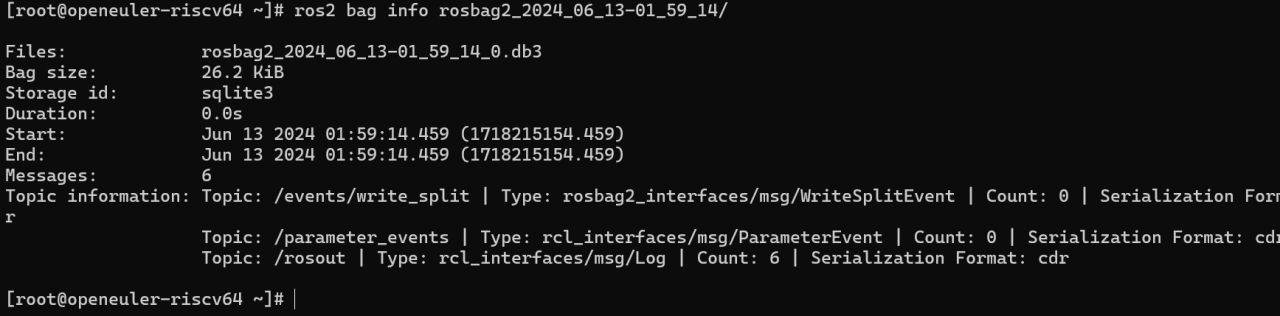 [root@openeuler-riscv64 ~]# ros2 bag info rosbag2_2024_06_13-01_59_14/
Files:             rosbag2_2024_06_13-01_59_14_0.db3
Bag size:          26.2 KiB
Storage id:        sqlite3
Duration:          0.0s
Start:             Jun 13 2024 01:59:14.459 (1718215154.459)
End:               Jun 13 2024 01:59:14.459 (1718215154.459)
Messages:          6
Topic information: Topic: /events/write_split | Type: rosbag2_interfaces/msg/WriteSplitEvent | Count: 0 | Serialization Form
r
                   Topic: /parameter_events | Type: rcl_interfaces/msg/ParameterEvent | Count: 0 | Serialization Format: cdr
                   Topic: /rosout | Type: rcl_interfaces/msg/Log | Count: 6 | Serialization Format: cdr
[root@openeuler-riscv64 ~]#